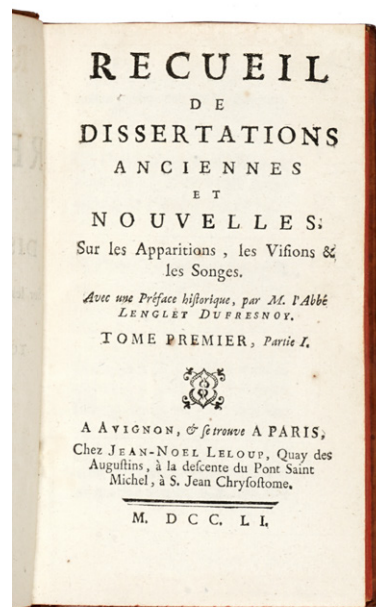 RECUEIL
DE
DISSERTATIONS
ANCIENNES
ET
NOUVELLES.
Sur les Apparitions, les Viſions &
les Songes.
Avec une Préface hiſtorique, par M. l'Abbé
LENGLET DUFRESNOY.
TOME PREMIER, Partie I.
A AVIGNON, & ſe trouve A PARIS,
Chez JEAN-NOEL LELOUP, Quay des
Auguſtins, à la deſcente du Pont Saint
Michel, à S. Jean Chryſoſtome.
M. DCC. LI.